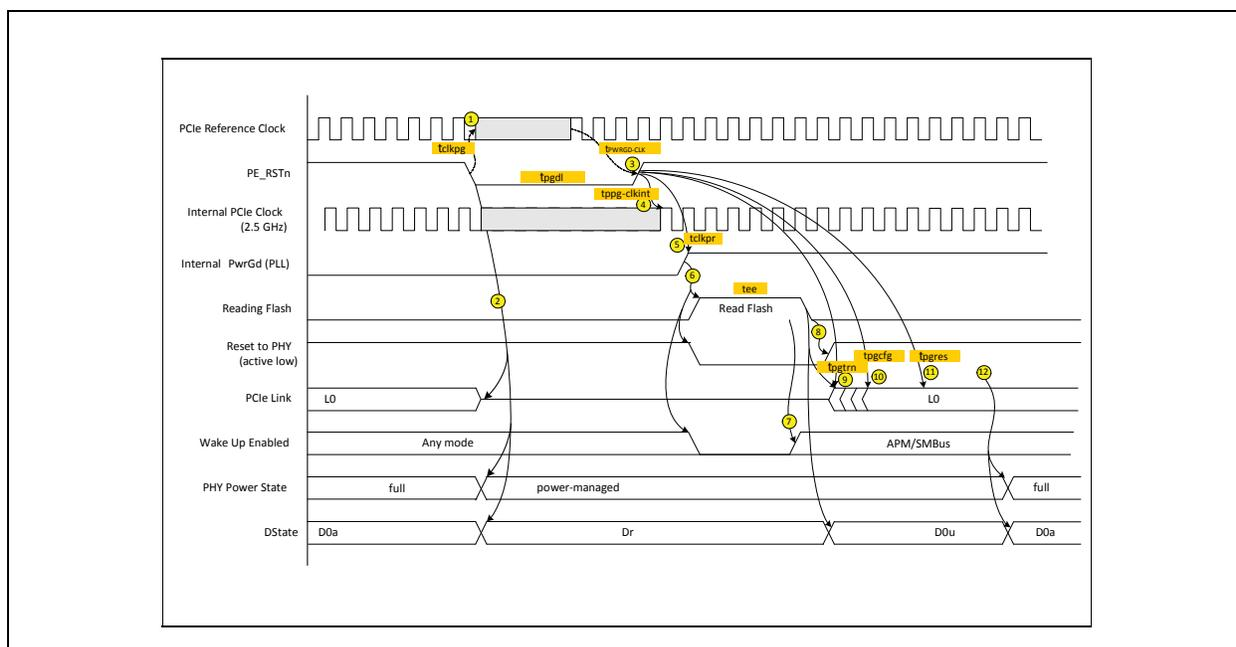 1
PCIe Reference Clock
tclkpg
tPWRGD-CLK
3
PE_RSTn
tpgdl
tppg-clkint
4
Internal PCIe Clock
(2.5 GHz)
tclkpr
5
Internal PwrGd (PLL)
6
tee
2
Reading Flash
Read Flash
8
Reset to PHY
(active low)
tpgcfg
tpgres
tpgtrn
9
10
11
12
PCIe Link
L0
L0
7
Wake Up Enabled
Any mode
APM/SMBus
PHY Power State
full
power-managed
full
DState
D0a
Dr
D0u
D0a